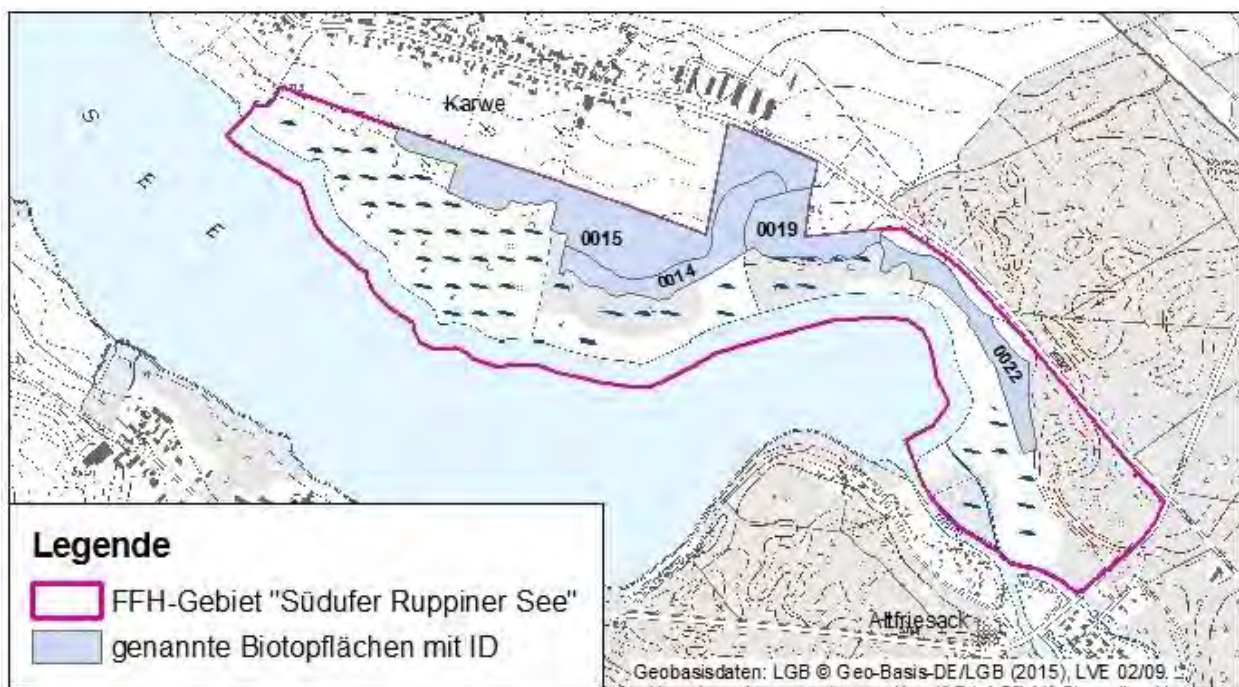 Karwe
S E E
0015
0019
0014
0022
Altfriesack
Legende
FFH-Gebiet "Südufer Ruppiner See"
genannte Biotopflächen mit ID
Geobasisdaten: LGB © Geo-Basis-DE/LGB (2015), LVE 02/09.